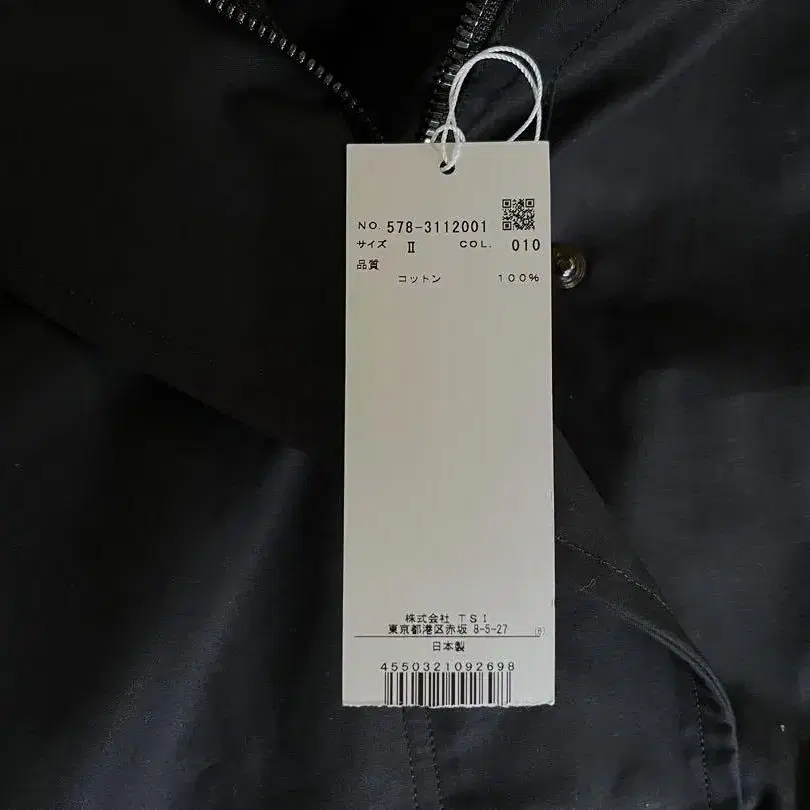 NO. 578-3112001
サイズ Ⅱ COL. 010
品質
コットン 100%
株式会社 TSI
東京都港区赤坂 8-5-27 (8)
日本製
4550321092698